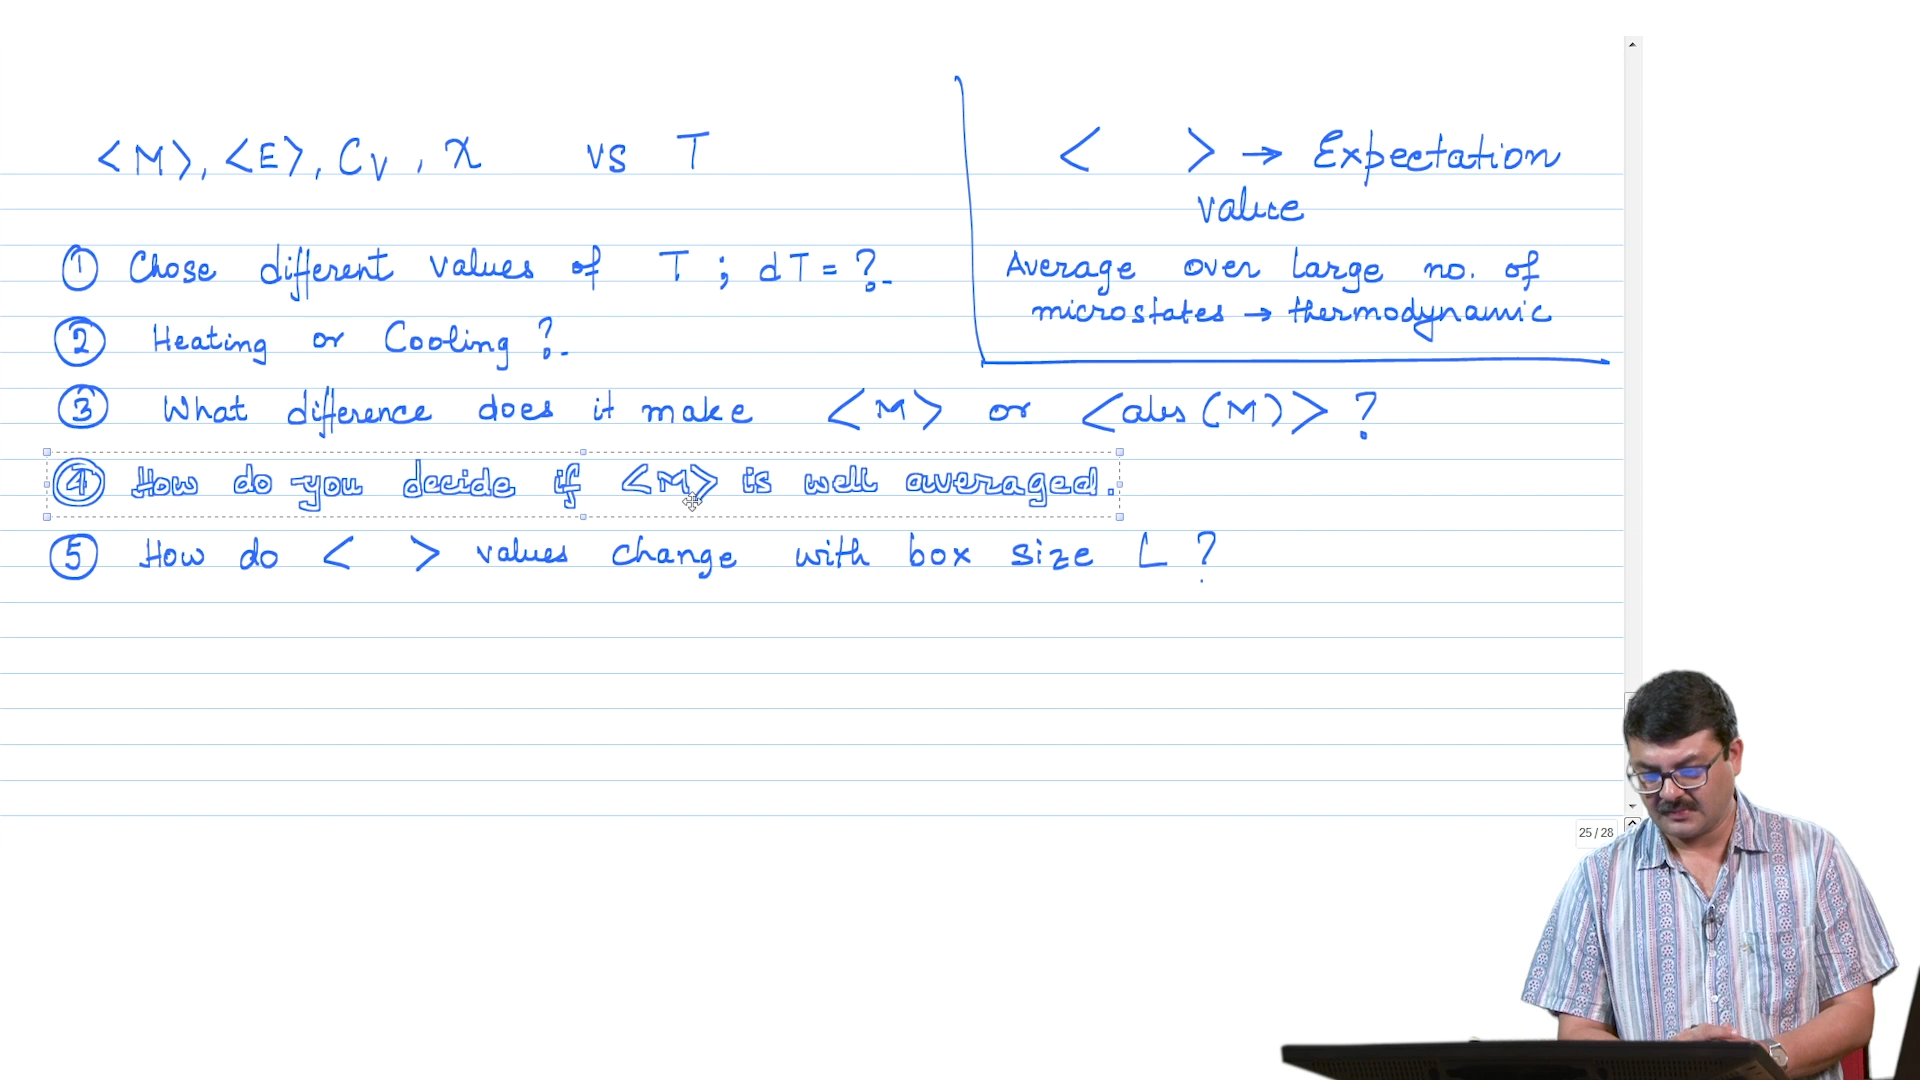 <M>, <E>, Cv, χ vs T
< > → Expectation
value
Average over large no. of
microstates → thermodynamic
① Chose different values of T ; dT = ?
② Heating or Cooling ?
③ What difference does it make <M> or <abs(M)> ?
④ How do you decide if <M> is well averaged.
⑤ How do < > values change with box size L ?
25 / 28